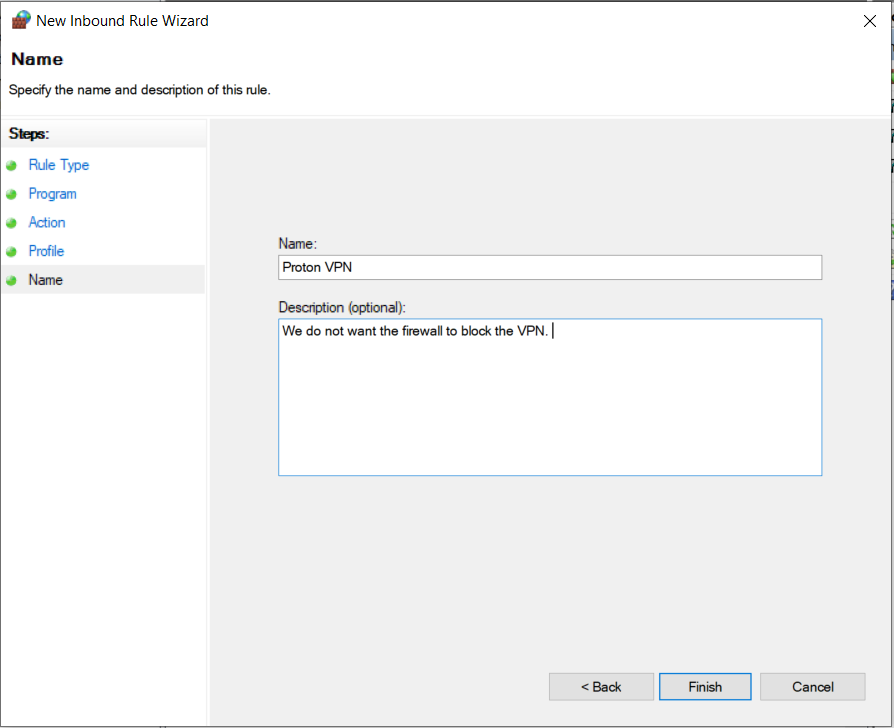 New Inbound Rule Wizard
Name
Specify the name and description of this rule.
Steps:
Rule Type
Program
Action
Profile
Name
Name:
Proton VPN
Description (optional):
We do not want the firewall to block the VPN.
< Back
Finish
Cancel